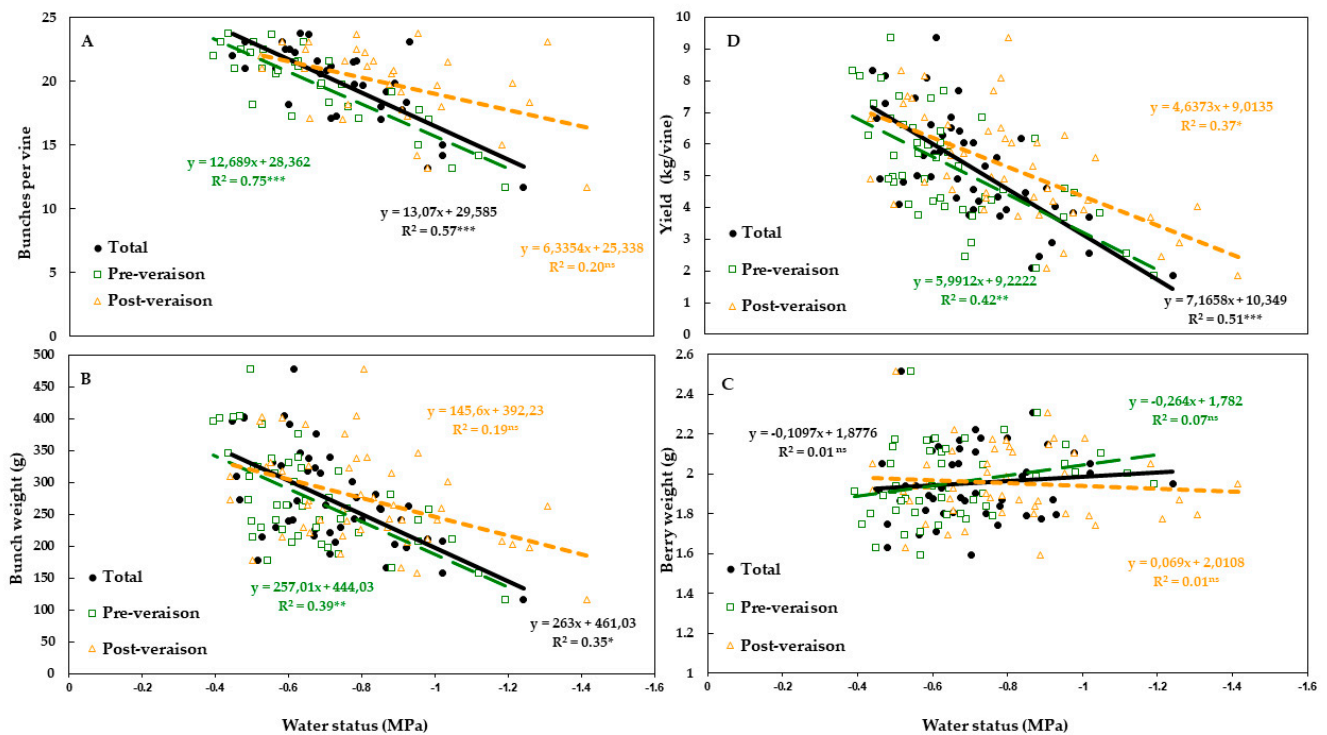 A
25
20
15
10
5
0
Bunches per vine
y = 12,689x + 28,362
R² = 0.75***
y = 13,07x + 29,585
R² = 0.57***
y = 6,3354x + 25,338
R² = 0.20ns
Total
Pre-veraison
Post-veraison
D
10
9
8
7
6
5
4
3
2
1
0
Yield (kg/vine)
y = 4,6373x + 9,0135
R² = 0.37*
y = 5,9912x + 9,2222
R² = 0.42**
y = 7,1658x + 10,349
R² = 0.51***
Total
Pre-veraison
Post-veraison
B
500
450
400
350
300
250
200
150
100
50
0
Bunch weight (g)
y = 145,6x + 392,23
R² = 0.19ns
y = 257,01x + 444,03
R² = 0.39**
y = 263x + 461,03
R² = 0.35*
Total
Pre-veraison
Post-veraison
0 -0.2 -0.4 -0.6 -0.8 -1 -1.2 -1.4 -1.6
Water status (MPa)
C
2.6
2.4
2.2
2
1.8
1.6
1.4
1.2
1
Berry weight (g)
y = -0,264x + 1,782
R² = 0.07ns
y = -0,1097x + 1,8776
R² = 0.01 ns
y = 0,069x + 2,0108
R² = 0.01ns
Total
Pre-veraison
Post-veraison
0 -0.2 -0.4 -0.6 -0.8 -1 -1.2 -1.4 -1.6
Water status (MPa)